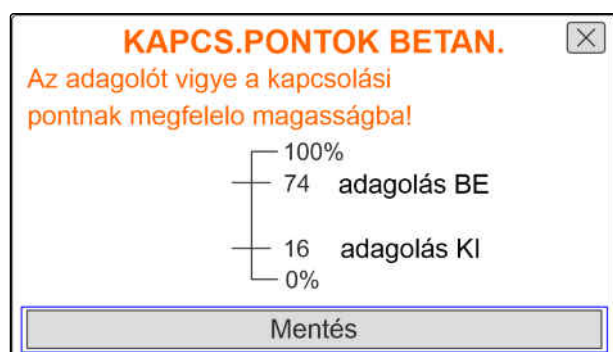 KAPCS.PONTOK BETAN.
Az adagolót vigye a kapcsolási
pontnak megfelelo magasságba!
100%
74 adagolás BE
16 adagolás KI
0%
Mentés